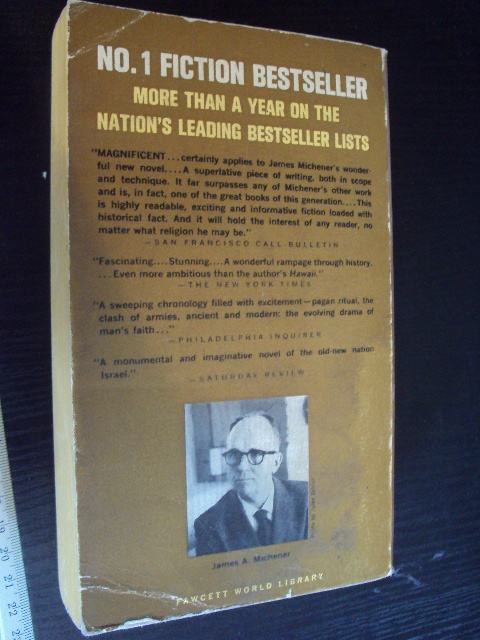 NO. 1 FICTION BESTSELLER
MORE THAN A YEAR ON THE
NATION'S LEADING BESTSELLER LISTS
"MAGNIFICENT...certainly applies to James Michener's wonder-
ful new novel....A superlative piece of writing, both in scope
and technique. It far surpasses any of Michener's other work
and is, in fact, one of the great books of this generation....This
is highly readable, exciting and informative fiction loaded with
historical fact. And it will hold the interest of any reader, no
matter what religion he may be."
—SAN FRANCISCO CALL-BULLETIN
"Fascinating....Stunning....A wonderful rampage through history.
...Even more ambitious than the author's Hawaii."
—THE NEW YORK TIMES
"A sweeping chronology filled with excitement—pagan ritual, the
clash of armies, ancient and modern: the evolving drama of
man's faith..."
—PHILADELPHIA INQUIRER
"A monumental and imaginative novel of the old-new nation
Israel."
—SATURDAY REVIEW
James A. Michener
FAWCETT WORLD LIBRARY
19 20 21 22